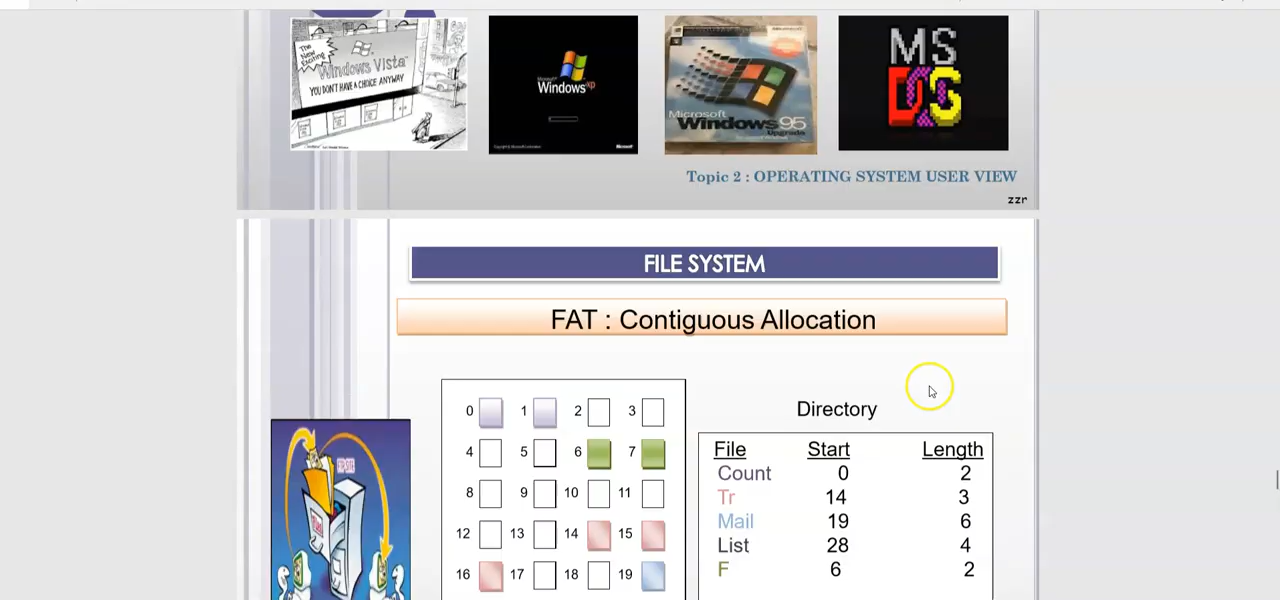 The New Exciting
Windows Vista™
YOU DON'T HAVE A CHOICE ANYWAY
Microsoft
Windows xp
Microsoft
Microsoft
Windows 95
Upgrade
MS
DOS
Topic 2 : OPERATING SYSTEM USER VIEW
zzr
FILE SYSTEM
FAT : Contiguous Allocation
0 1 2 3
4 5 6 7
8 9 10 11
12 13 14 15
16 17 18 19
Directory
File Start Length
Count 0 2
Tr 14 3
Mail 19 6
List 28 4
F 6 2